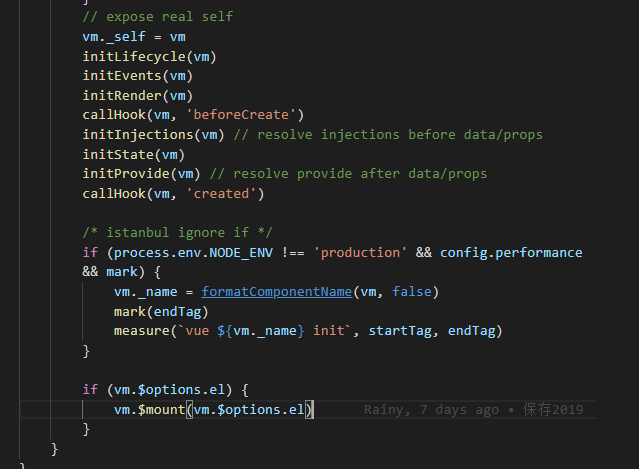 }
// expose real self
vm._self = vm
initLifecycle(vm)
initEvents(vm)
initRender(vm)
callHook(vm, 'beforeCreate')
initInjections(vm) // resolve injections before data/props
initState(vm)
initProvide(vm) // resolve provide after data/props
callHook(vm, 'created')
/* istanbul ignore if */
if (process.env.NODE_ENV !== 'production' && config.performance
&& mark) {
vm._name = formatComponentName(vm, false)
mark(endTag)
measure(`vue ${vm._name} init`, startTag, endTag)
}
if (vm.$options.el) {
vm.$mount(vm.$options.el) Rainy, 7 days ago • 保存2019
}
}
}